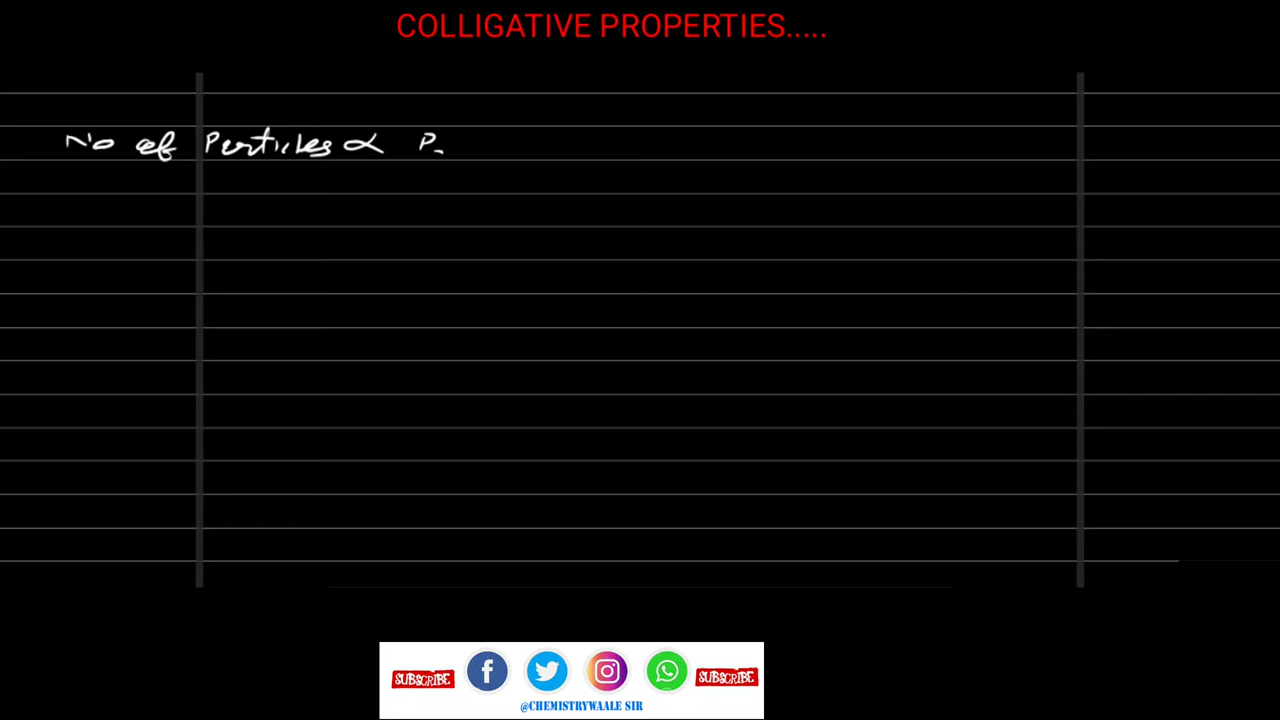 COLLIGATIVE PROPERTIES.....
No of Particles ∝ P
SUBSCRIBE SUBSCRIBE
@CHEMISTRYWAALE SIR